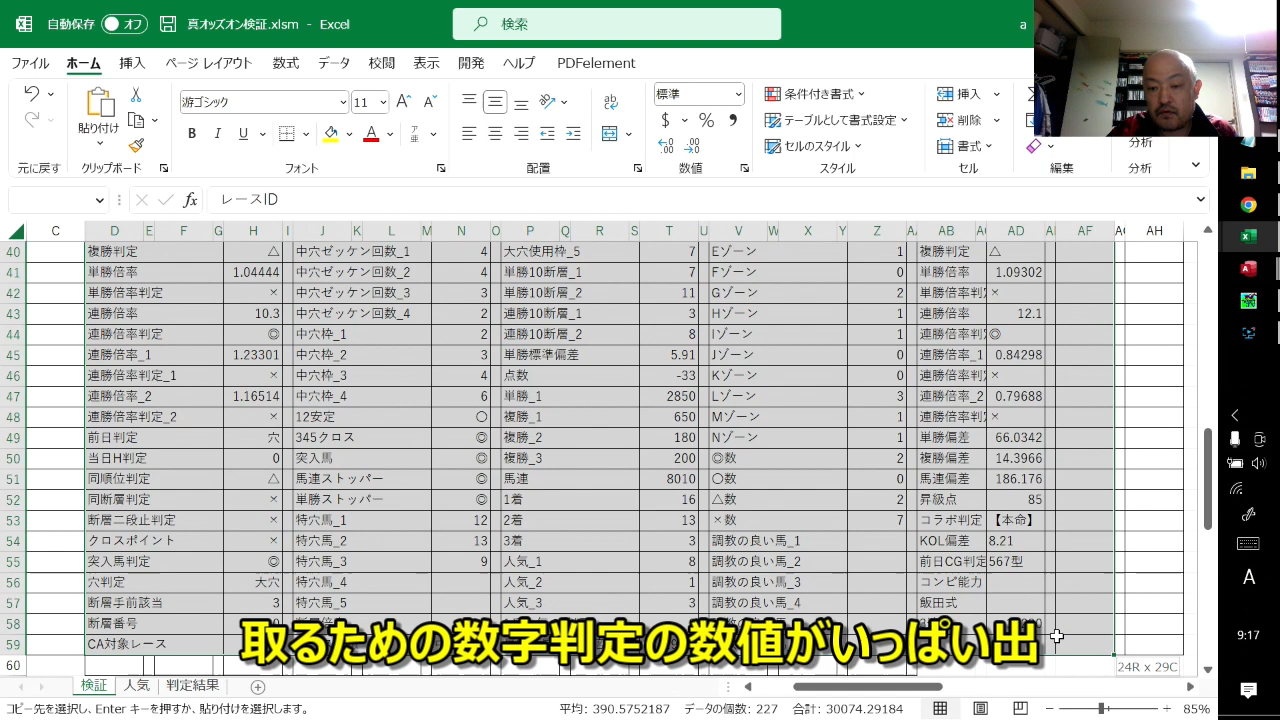 自動保存 オフ 真オッズオン検証.xlsm - Excel 検索 a
ファイル ホーム 挿入 ページ レイアウト 数式 データ 校閲 表示 開発 ヘルプ PDFelement
貼り付け 游ゴシック 11 標準 条件付き書式 挿入
B I U A テーブルとして書式設定 削除
セルのスタイル 書式 分析
元に戻す クリップボード フォント 配置 数値 スタイル セル 編集 分析
fx レースID
C D E F G H I J K L M N O P Q R S T U V W X Y Z AB AD AF AH
40 複勝判定 △ 中穴ゼッケン回数_1 4 大穴使用枠_5 7 Eゾーン 1 複勝判定 △
41 単勝倍率 1.04444 中穴ゼッケン回数_2 4 単勝10断層_1 7 Fゾーン 0 単勝倍率 1.09302
42 単勝倍率判定 × 中穴ゼッケン回数_3 3 単勝10断層_2 11 Gゾーン 2 単勝倍率判定 ×
43 連勝倍率 10.3 中穴ゼッケン回数_4 2 連勝10断層_1 3 Hゾーン 1 連勝倍率 12.1
44 連勝倍率判定 ◎ 中穴枠_1 2 連勝10断層_2 8 Iゾーン 1 連勝倍率判 ◎
45 連勝倍率_1 1.23301 中穴枠_2 3 単勝標準偏差 5.91 Jゾーン 0 連勝倍率_1 0.84298
46 連勝倍率判定_1 × 中穴枠_3 4 点数 -33 Kゾーン 0 連勝倍率判 ×
47 連勝倍率_2 1.16514 中穴枠_4 6 単勝_1 2850 Lゾーン 3 連勝倍率_2 0.79688
48 連勝倍率判定_2 × 12安定 〇 複勝_1 650 Mゾーン 1 連勝倍率判 ×
49 前日判定 穴 345クロス ◎ 複勝_2 180 Nゾーン 1 単勝偏差 66.0342
50 当日H判定 0 突入馬 ◎ 複勝_3 200 ◎数 2 複勝偏差 14.3966
51 同順位判定 △ 馬連ストッパー ◎ 馬連 8010 〇数 0 馬連偏差 186.176
52 同断層判定 × 単勝ストッパー ◎ 1着 16 △数 2 昇級点 85
53 断層二段止判定 × 特穴馬_1 12 2着 13 ×数 7 コラボ判定 【本命】
54 クロスポイント × 特穴馬_2 13 3着 3 調教の良い馬_1 KOL偏差 8.21
55 突入馬判定 ◎ 特穴馬_3 9 人気_1 8 調教の良い馬_2 前日CG判定 567型
56 穴判定 大穴 特穴馬_4 人気_2 1 調教の良い馬_3 コンピ能力
57 断層手前該当 3 特穴馬_5 人気_3 3 調教の良い馬_4 飯田式
58 断層番号
59 CA対象レース
60
取るための数字判定の数値がいっぱい出
24R x 29C
検証 人気 判定結果
コピー先を選択し、Enter キーを押すか、貼り付けを選択します。 平均: 390.5752187 データの個数: 227 合計: 30074.29184 85%
A
9:17